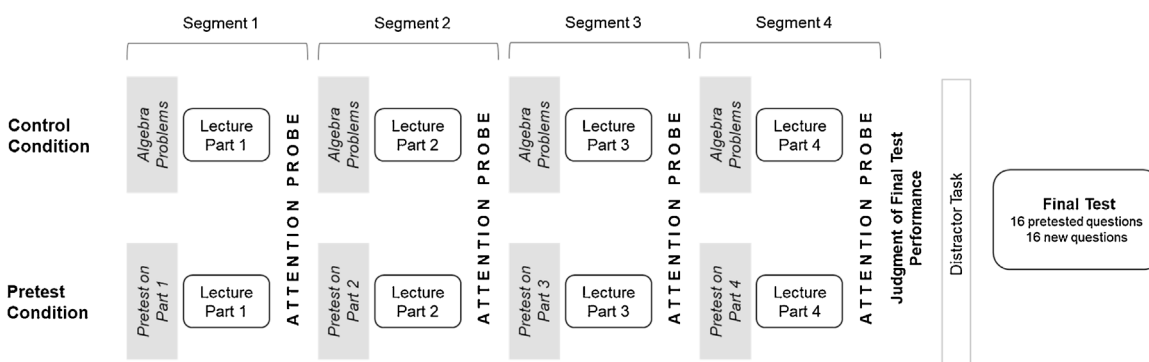 Segment 1
Segment 2
Segment 3
Segment 4
Control
Condition
Algebra
Problems
Lecture
Part 1
ATTENTION PROBE
Algebra
Problems
Lecture
Part 2
ATTENTION PROBE
Algebra
Problems
Lecture
Part 3
ATTENTION PROBE
Algebra
Problems
Lecture
Part 4
ATTENTION PROBE
Judgment of Final Test
Performance
Distractor Task
Final Test
16 pretested questions
16 new questions
Pretest
Condition
Pretest on
Part 1
Lecture
Part 1
Pretest on
Part 2
Lecture
Part 2
Pretest on
Part 3
Lecture
Part 3
Pretest on
Part 4
Lecture
Part 4